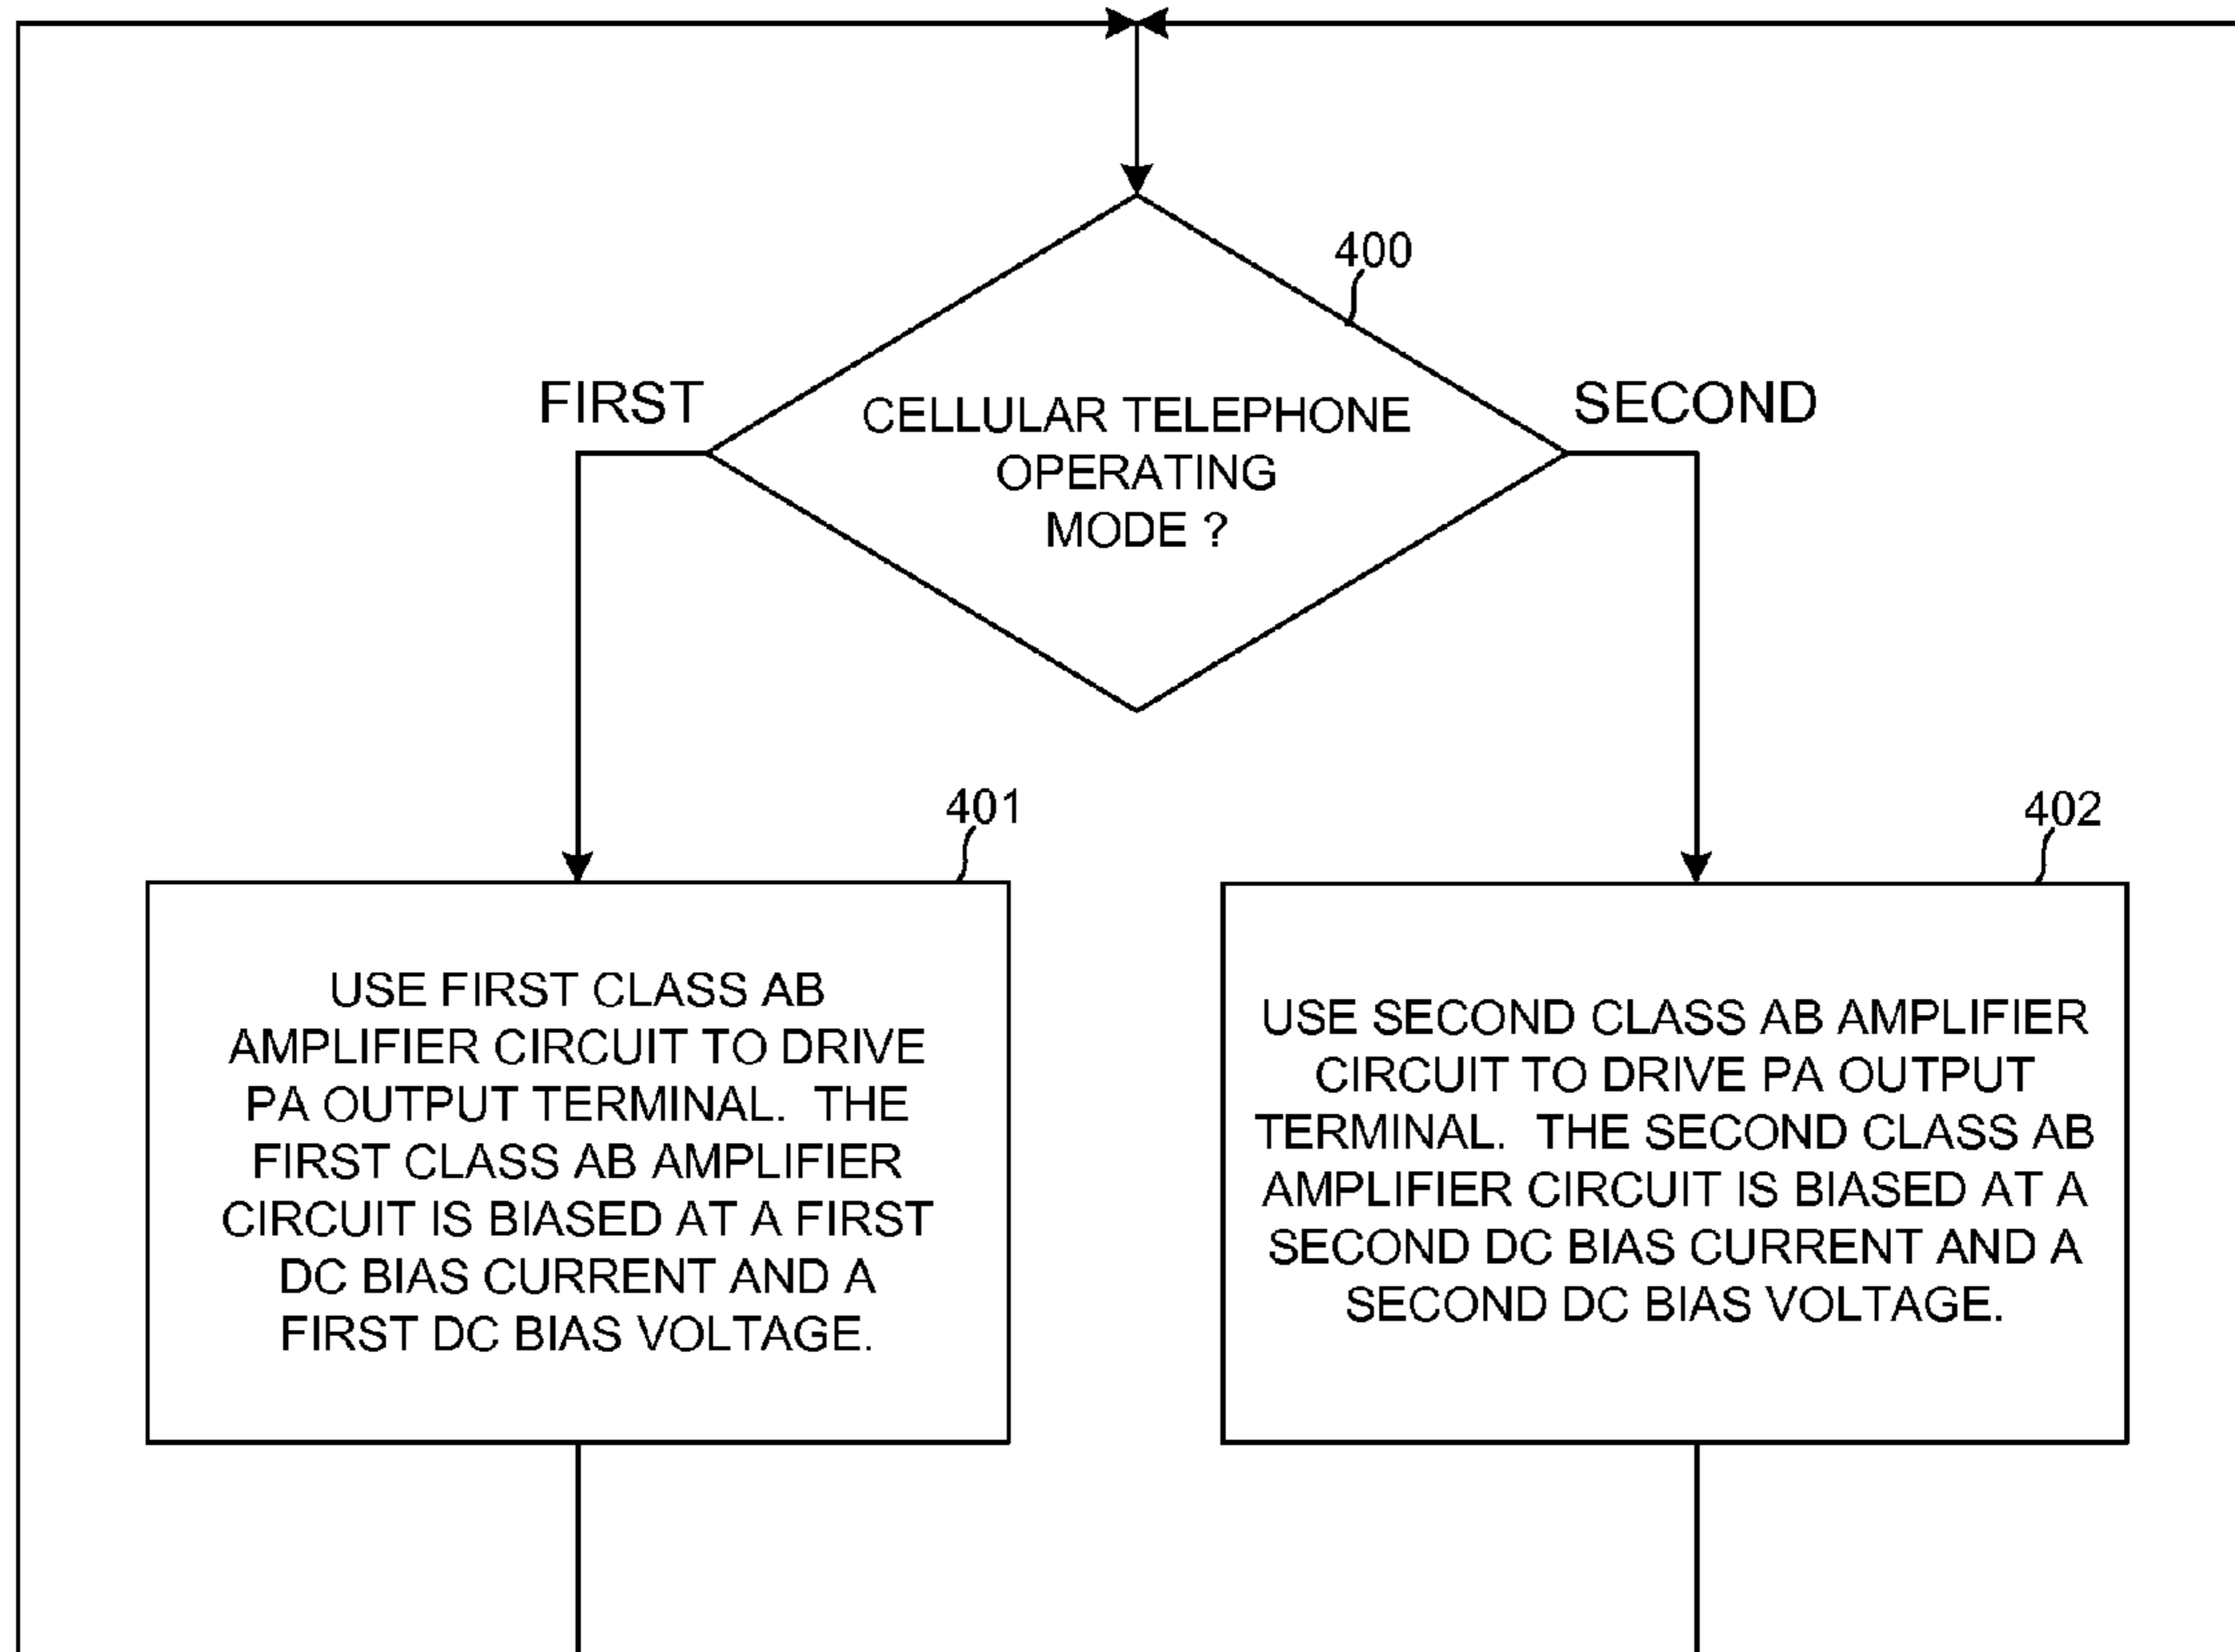 400
FIRST
SECOND
CELLULAR TELEPHONE
OPERATING
MODE ?
401
402
USE FIRST CLASS AB
AMPLIFIER CIRCUIT TO DRIVE
PA OUTPUT TERMINAL. THE
FIRST CLASS AB AMPLIFIER
CIRCUIT IS BIASED AT A FIRST
DC BIAS CURRENT AND A
FIRST DC BIAS VOLTAGE.
USE SECOND CLASS AB AMPLIFIER
CIRCUIT TO DRIVE PA OUTPUT
TERMINAL. THE SECOND CLASS AB
AMPLIFIER CIRCUIT IS BIASED AT A
SECOND DC BIAS CURRENT AND A
SECOND DC BIAS VOLTAGE.